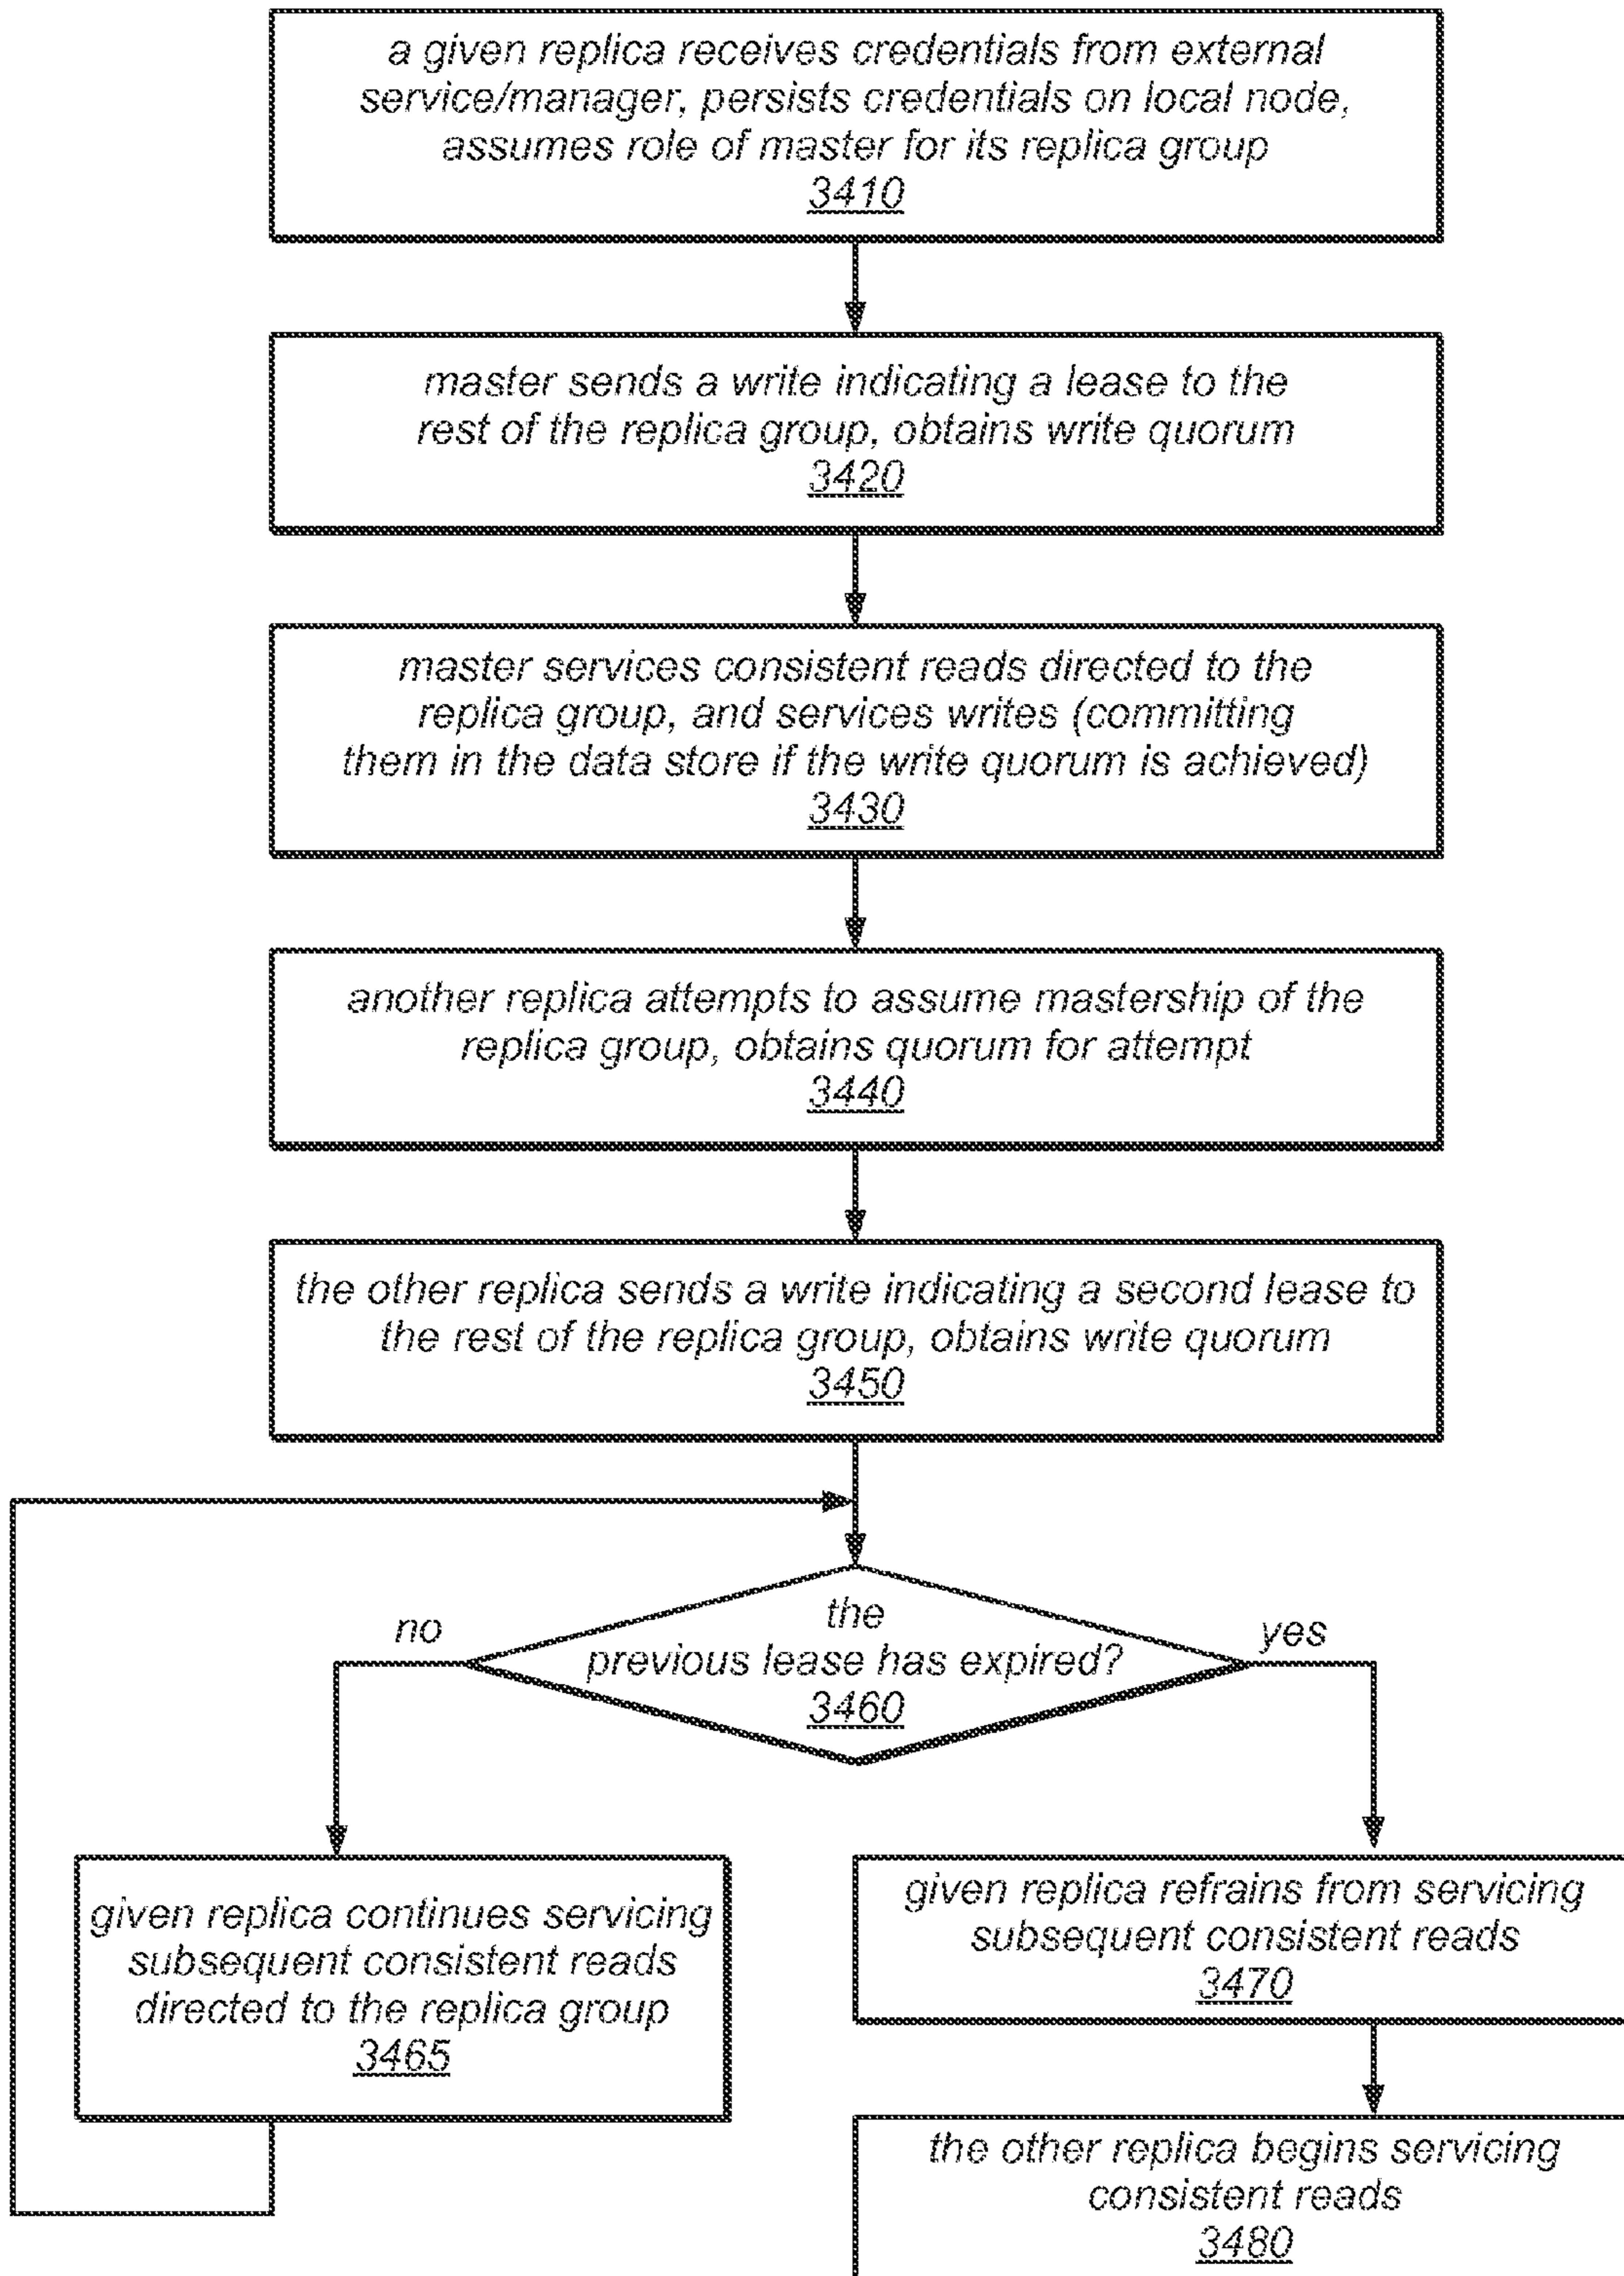 a given replica receives credentials from external
service/manager, persists credentials on local node,
assumes role of master for its replica group
3410
master sends a write indicating a lease to the
rest of the replica group, obtains write quorum
3420
master services consistent reads directed to the
replica group, and services writes (committing
them in the data store if the write quorum is achieved)
3430
another replica attempts to assume mastership of the
replica group, obtains quorum for attempt
3440
the other replica sends a write indicating a second lease to
the rest of the replica group, obtains write quorum
3450
no
the
previous lease has expired?
3460
yes
given replica continues servicing
subsequent consistent reads
directed to the replica group
3465
given replica refrains from servicing
subsequent consistent reads
3470
the other replica begins servicing
consistent reads
3480